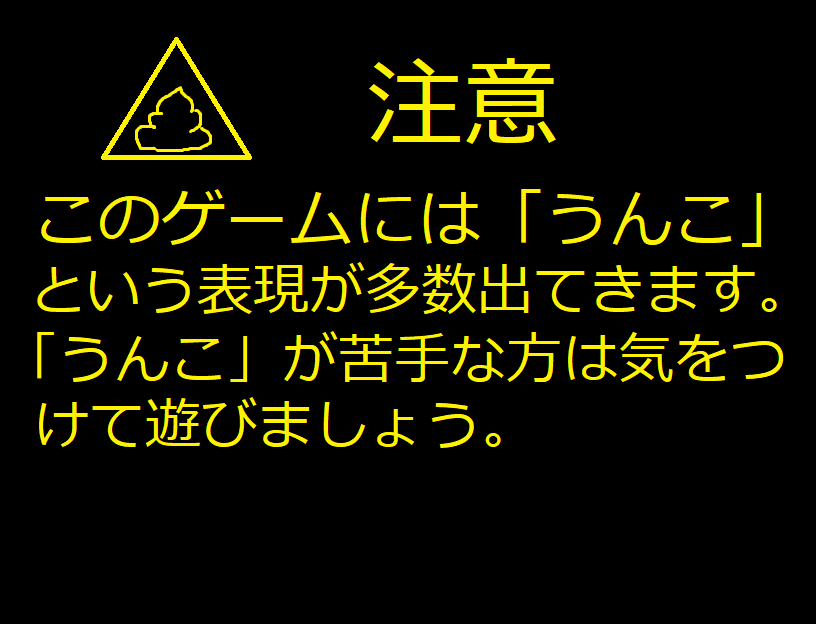 注意
このゲームには「うんこ」
という表現が多数出てきます。
「うんこ」が苦手な方は気をつ
けて遊びましょう。